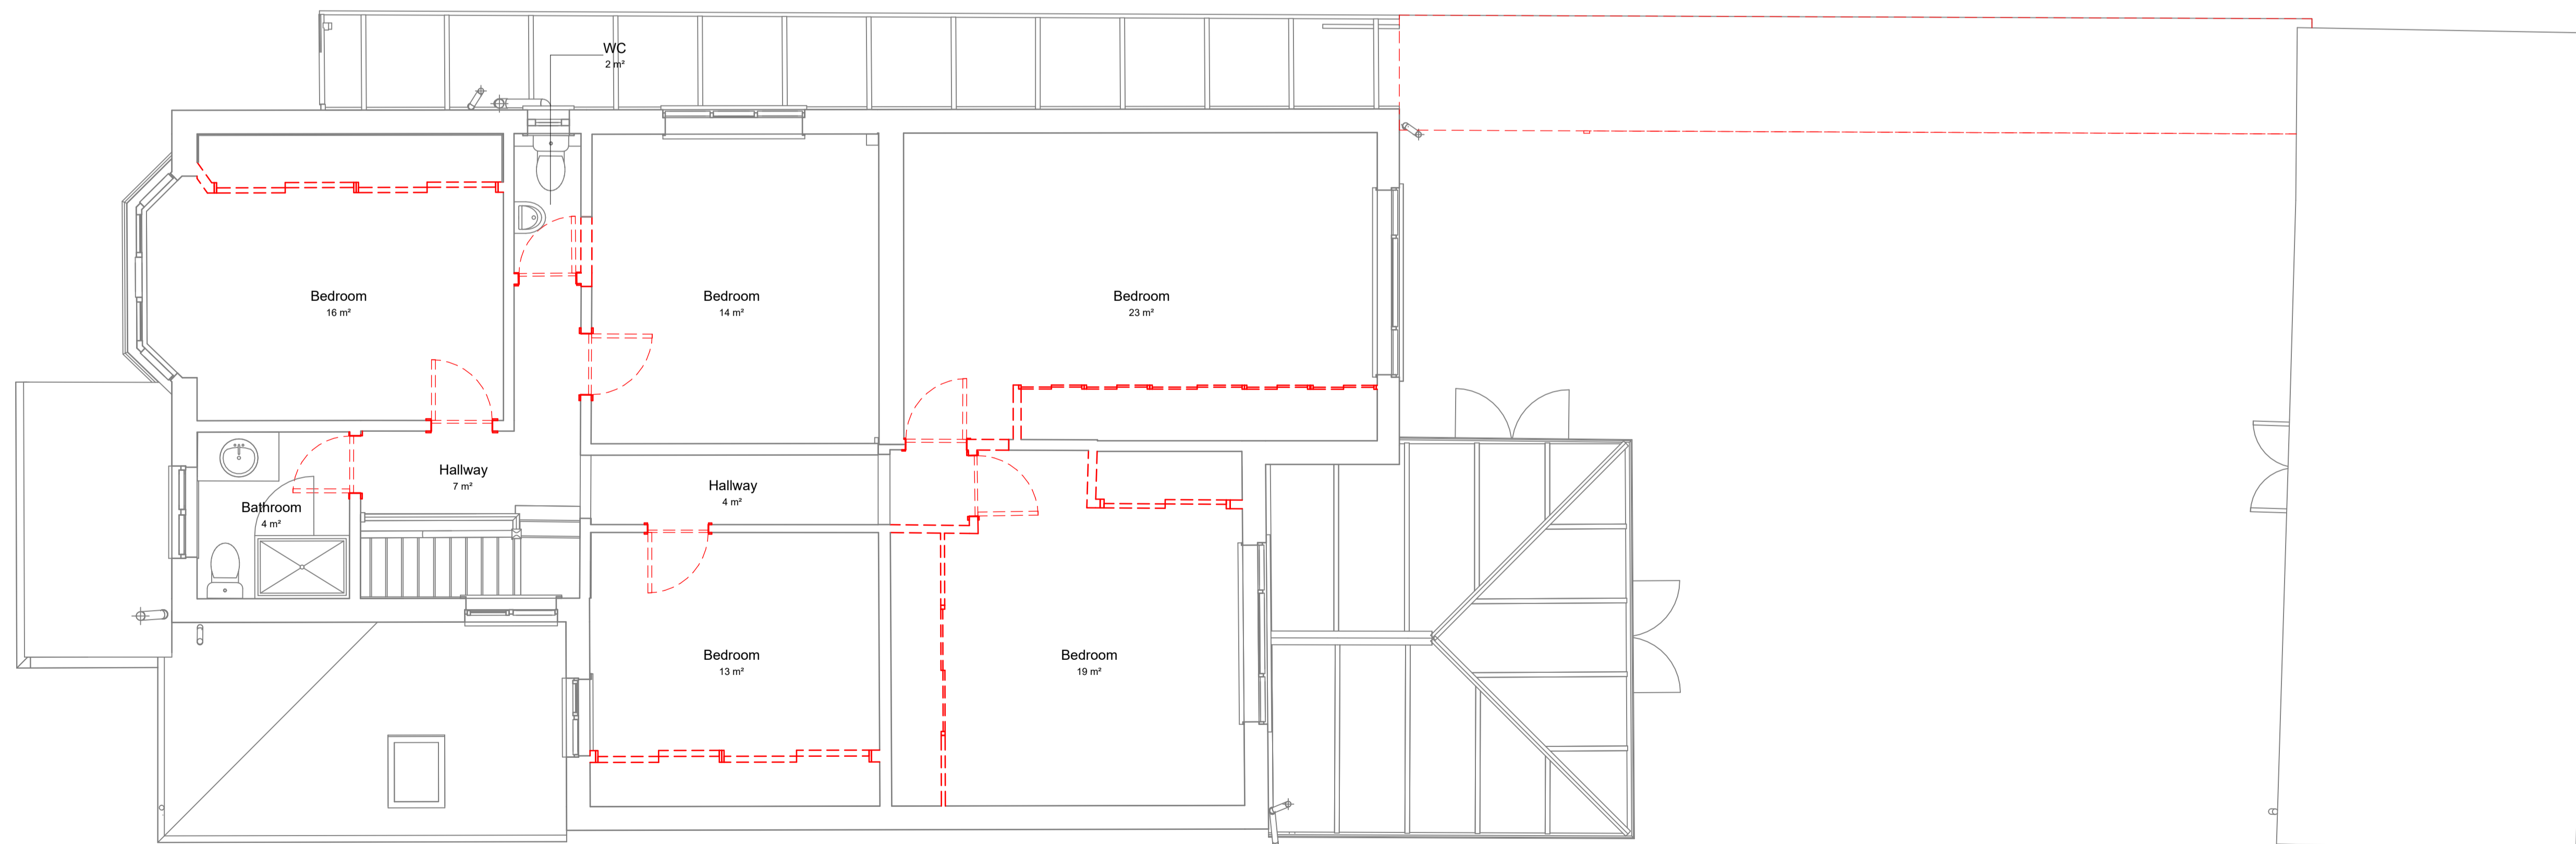 WC
2 m²
Bedroom
16 m²
Bedroom
14 m²
Bedroom
23 m²
Hallway
7 m²
Hallway
4 m²
Bathroom
4 m²
Bedroom
13 m²
Bedroom
19 m²